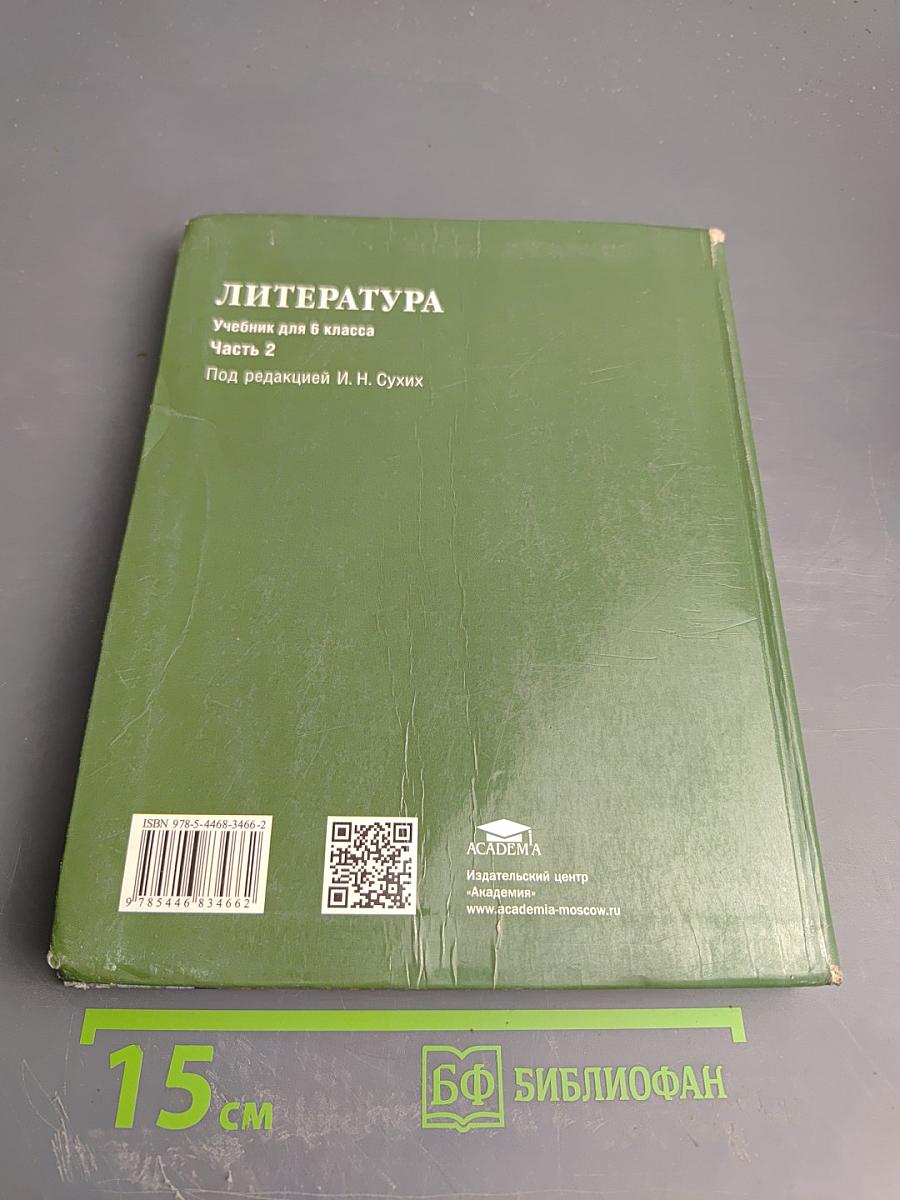 ЛИТЕРАТУРА
Учебник для 6 класса
Часть 2
Под редакцией И. Н. Сухих
ISBN 978-5-4468-3466-2
9 785446 834662
ACADEMIA
Издательский центр
«Академия»
www.academia-moscow.ru
15 см
БФ БИБЛИОФАН